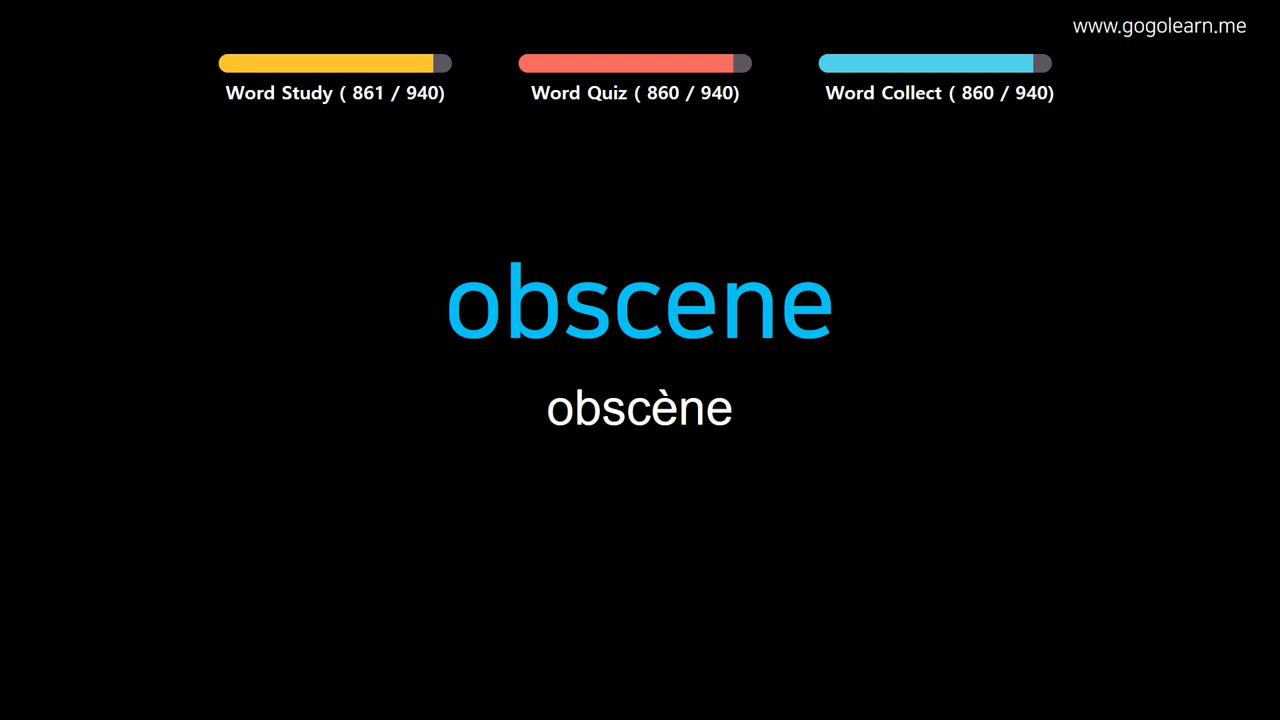 www.gogolearn.me
Word Study ( 861 / 940)
Word Quiz ( 860 / 940)
Word Collect ( 860 / 940)
obscene
obscène